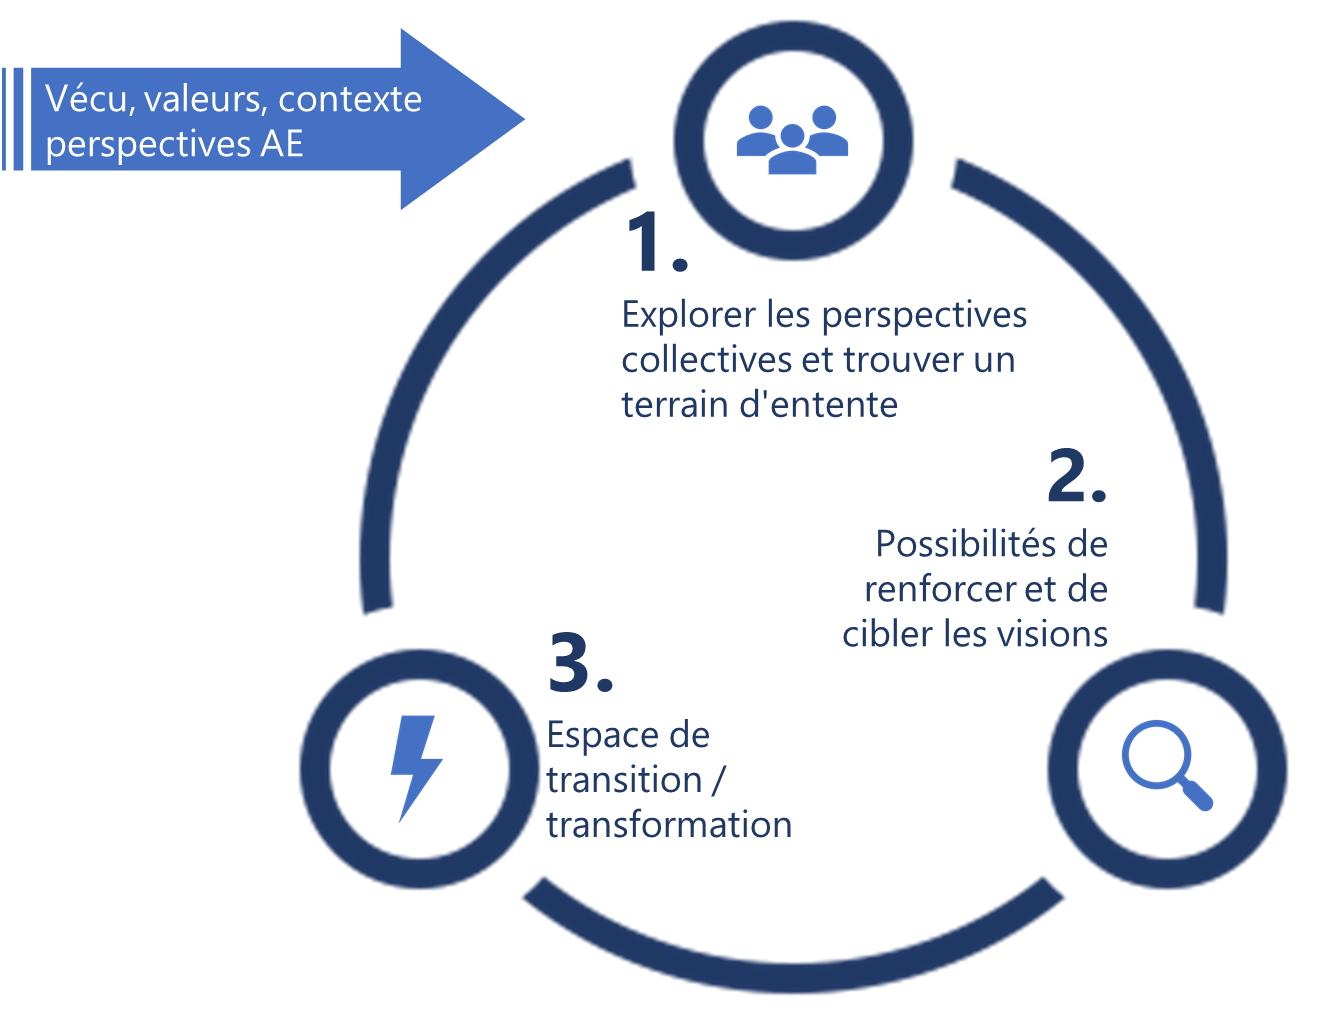 Vécu, valeurs, contexte
perspectives AE
1.
Explorer les perspectives
collectives et trouver un
terrain d'entente
2.
Possibilités de
renforcer et de
cibler les visions
3.
Espace de
transition /
transformation